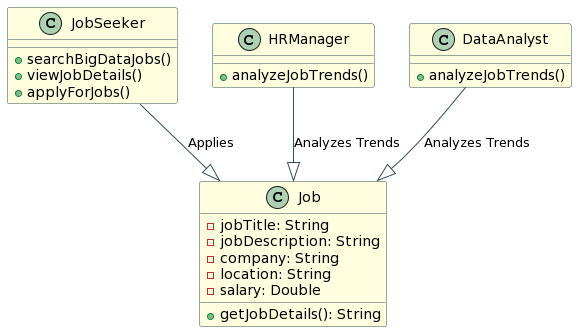 C JobSeeker
searchBigDataJobs()
viewJobDetails()
applyForJobs()
C HRManager
analyzeJobTrends()
C DataAnalyst
analyzeJobTrends()
Applies
Analyzes Trends
Analyzes Trends
C Job
jobTitle: String
jobDescription: String
company: String
location: String
salary: Double
getJobDetails(): String